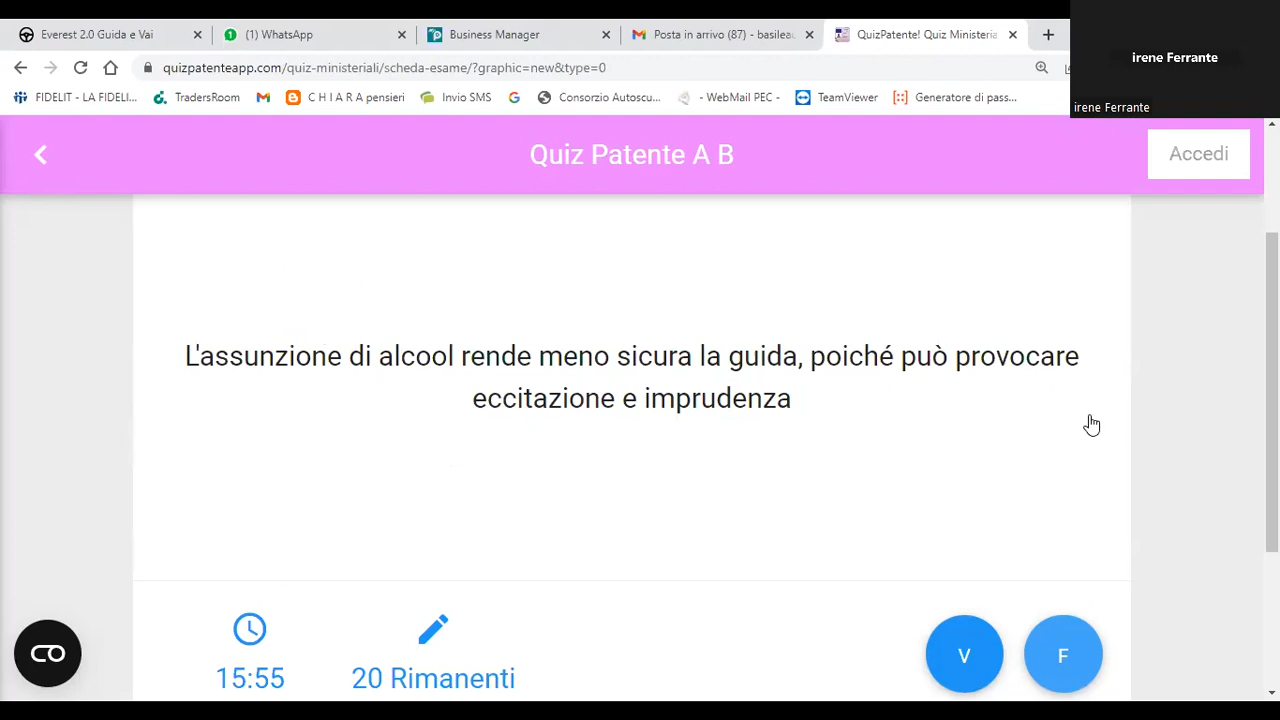 Everest 2.0 Guida e Vai
(1) WhatsApp
Business Manager
Posta in arrivo (87) - basileau
QuizPatente! Quiz Ministeria
irene Ferrante
quizpatenteapp.com/quiz-ministeriali/scheda-esame/?graphic=new&type=0
FIDELIT - LA FIDELI...
TradersRoom
C H I A R A pensieri
Invio SMS
Consorzio Autoscu...
- WebMail PEC -
TeamViewer
Generatore di pass...
irene Ferrante
Quiz Patente A B
Accedi
L'assunzione di alcool rende meno sicura la guida, poiché può provocare
eccitazione e imprudenza
15:55
20 Rimanenti
V
F